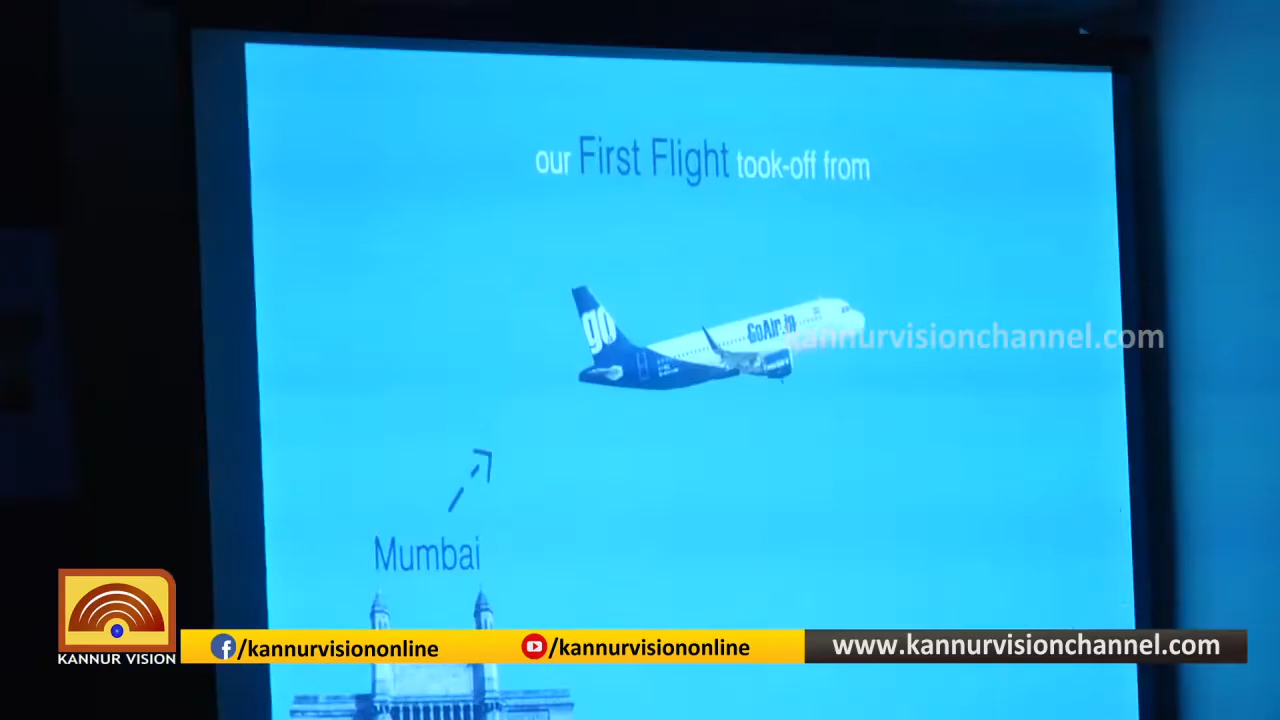 our First Flight took-off from
go
GoAir.in
kannurvisionchannel.com
Mumbai
KANNUR VISION
/kannurvisiononline
/kannurvisiononline
www.kannurvisionchannel.com